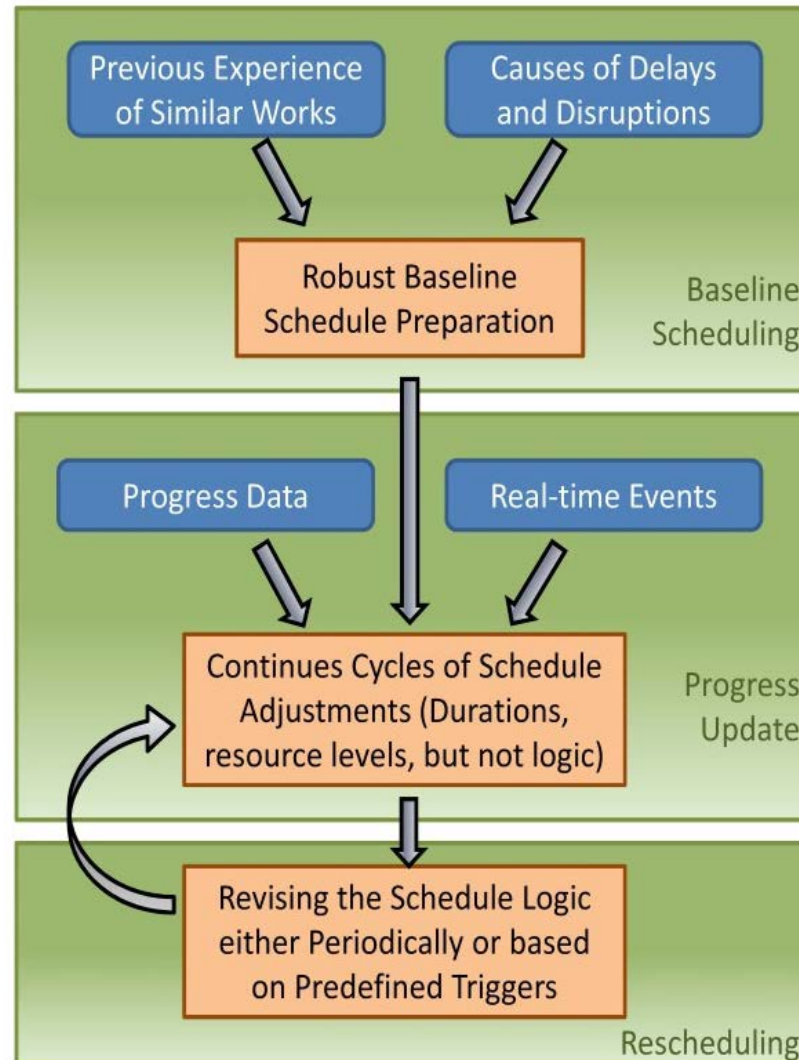 Previous Experience
of Similar Works
Causes of Delays
and Disruptions
Robust Baseline
Schedule Preparation
Baseline
Scheduling
Progress Data
Real-time Events
Continues Cycles of Schedule
Adjustments (Durations,
resource levels, but not logic)
Progress
Update
Revising the Schedule Logic
either Periodically or based
on Predefined Triggers
Rescheduling